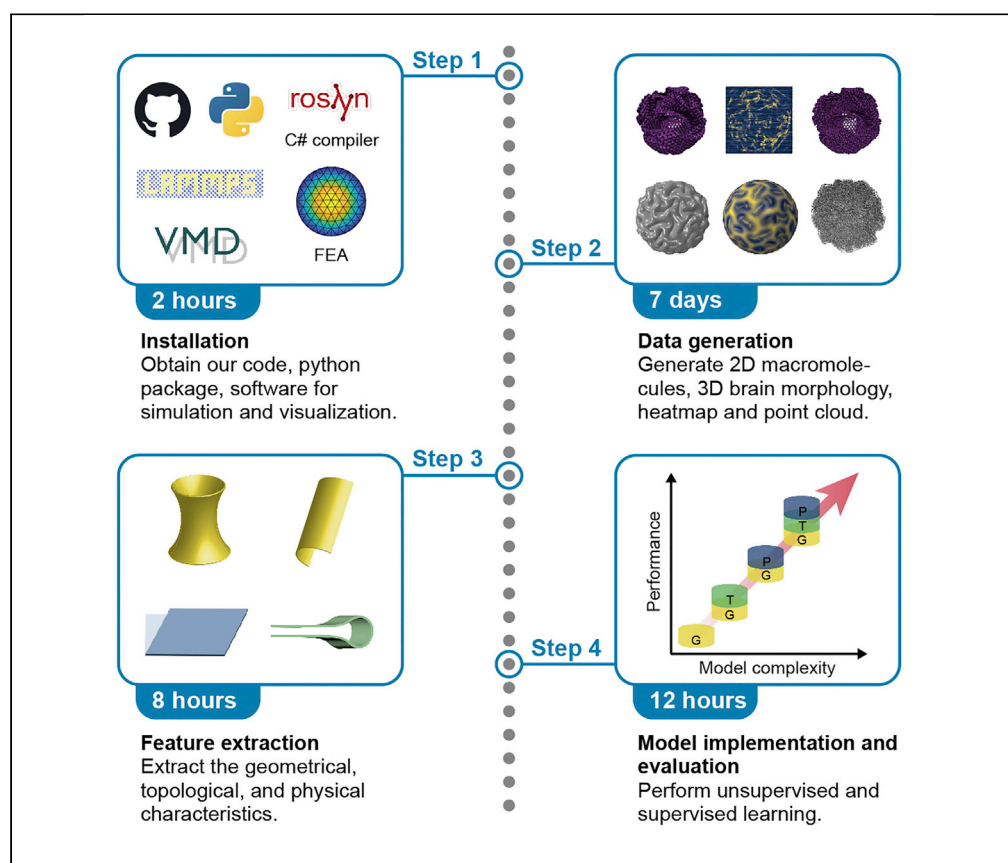 Step 1
roslyn
C# compiler
LAMMPS
VMD
VMD
FEA
2 hours
Installation
Obtain our code, python
package, software for
simulation and visualization.
Step 2
7 days
Data generation
Generate 2D macromole-
cules, 3D brain morphology,
heatmap and point cloud.
Step 3
8 hours
Feature extraction
Extract the geometrical,
topological, and physical
characteristics.
Step 4
Performance
P
T
G
P
G
T
G
G
Model complexity
12 hours
Model implementation and
evaluation
Perform unsupervised and
supervised learning.